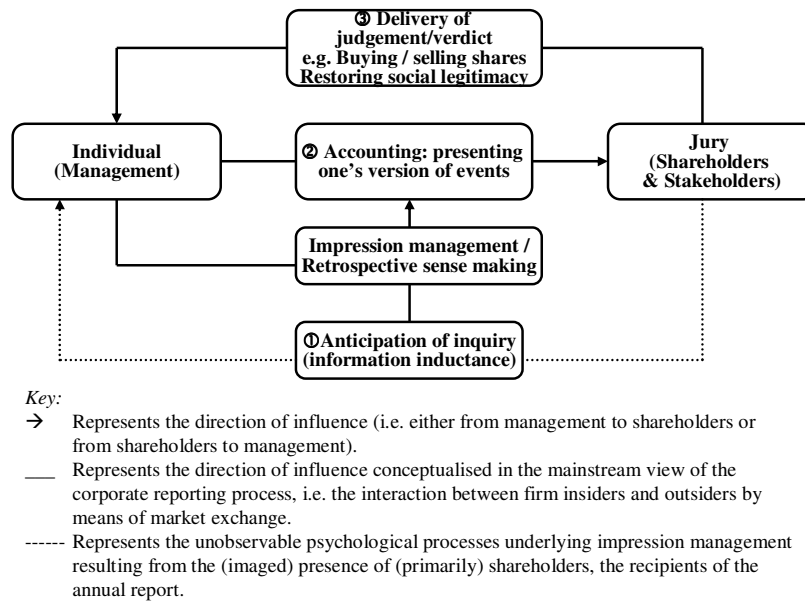 ③ Delivery of
judgement/verdict
e.g. Buying / selling shares
Restoring social legitimacy
Individual
(Management)
② Accounting: presenting
one’s version of events
Jury
(Shareholders
& Stakeholders)
Impression management /
Retrospective sense making
①Anticipation of inquiry
(information inductance)
Key:
→ Represents the direction of influence (i.e. either from management to shareholders or
from shareholders to management).
___ Represents the direction of influence conceptualised in the mainstream view of the
corporate reporting process, i.e. the interaction between firm insiders and outsiders by
means of market exchange.
------ Represents the unobservable psychological processes underlying impression management
resulting from the (imaged) presence of (primarily) shareholders, the recipients of the
annual report.